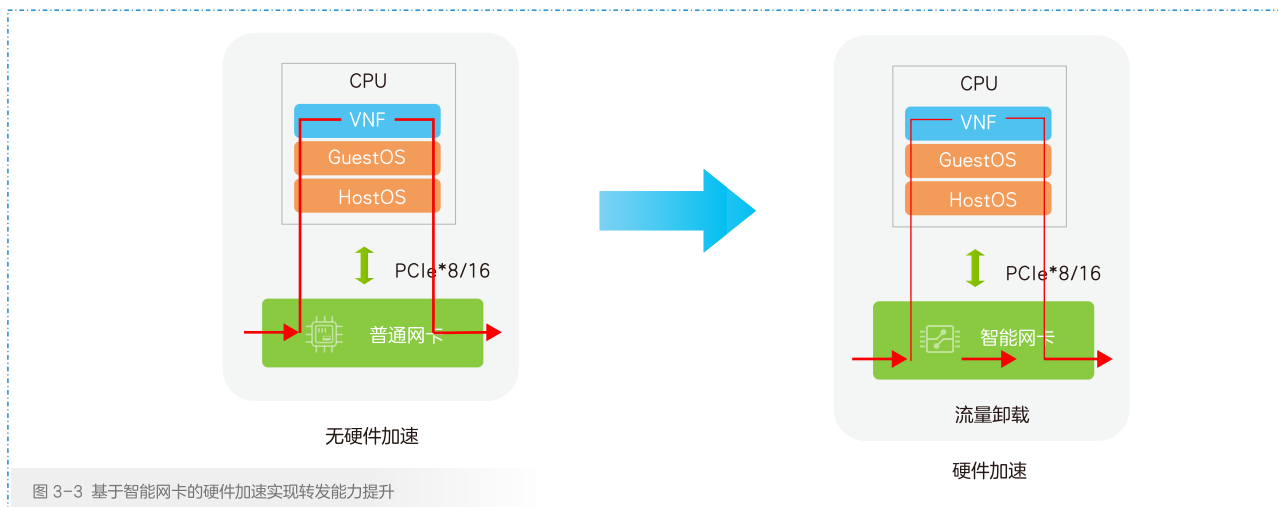 CPU
VNF
GuestOS
HostOS
PCIe*8/16
普通网卡
无硬件加速
CPU
VNF
GuestOS
HostOS
PCIe*8/16
智能网卡
流量卸载
硬件加速
图 3-3 基于智能网卡的硬件加速实现转发能力提升